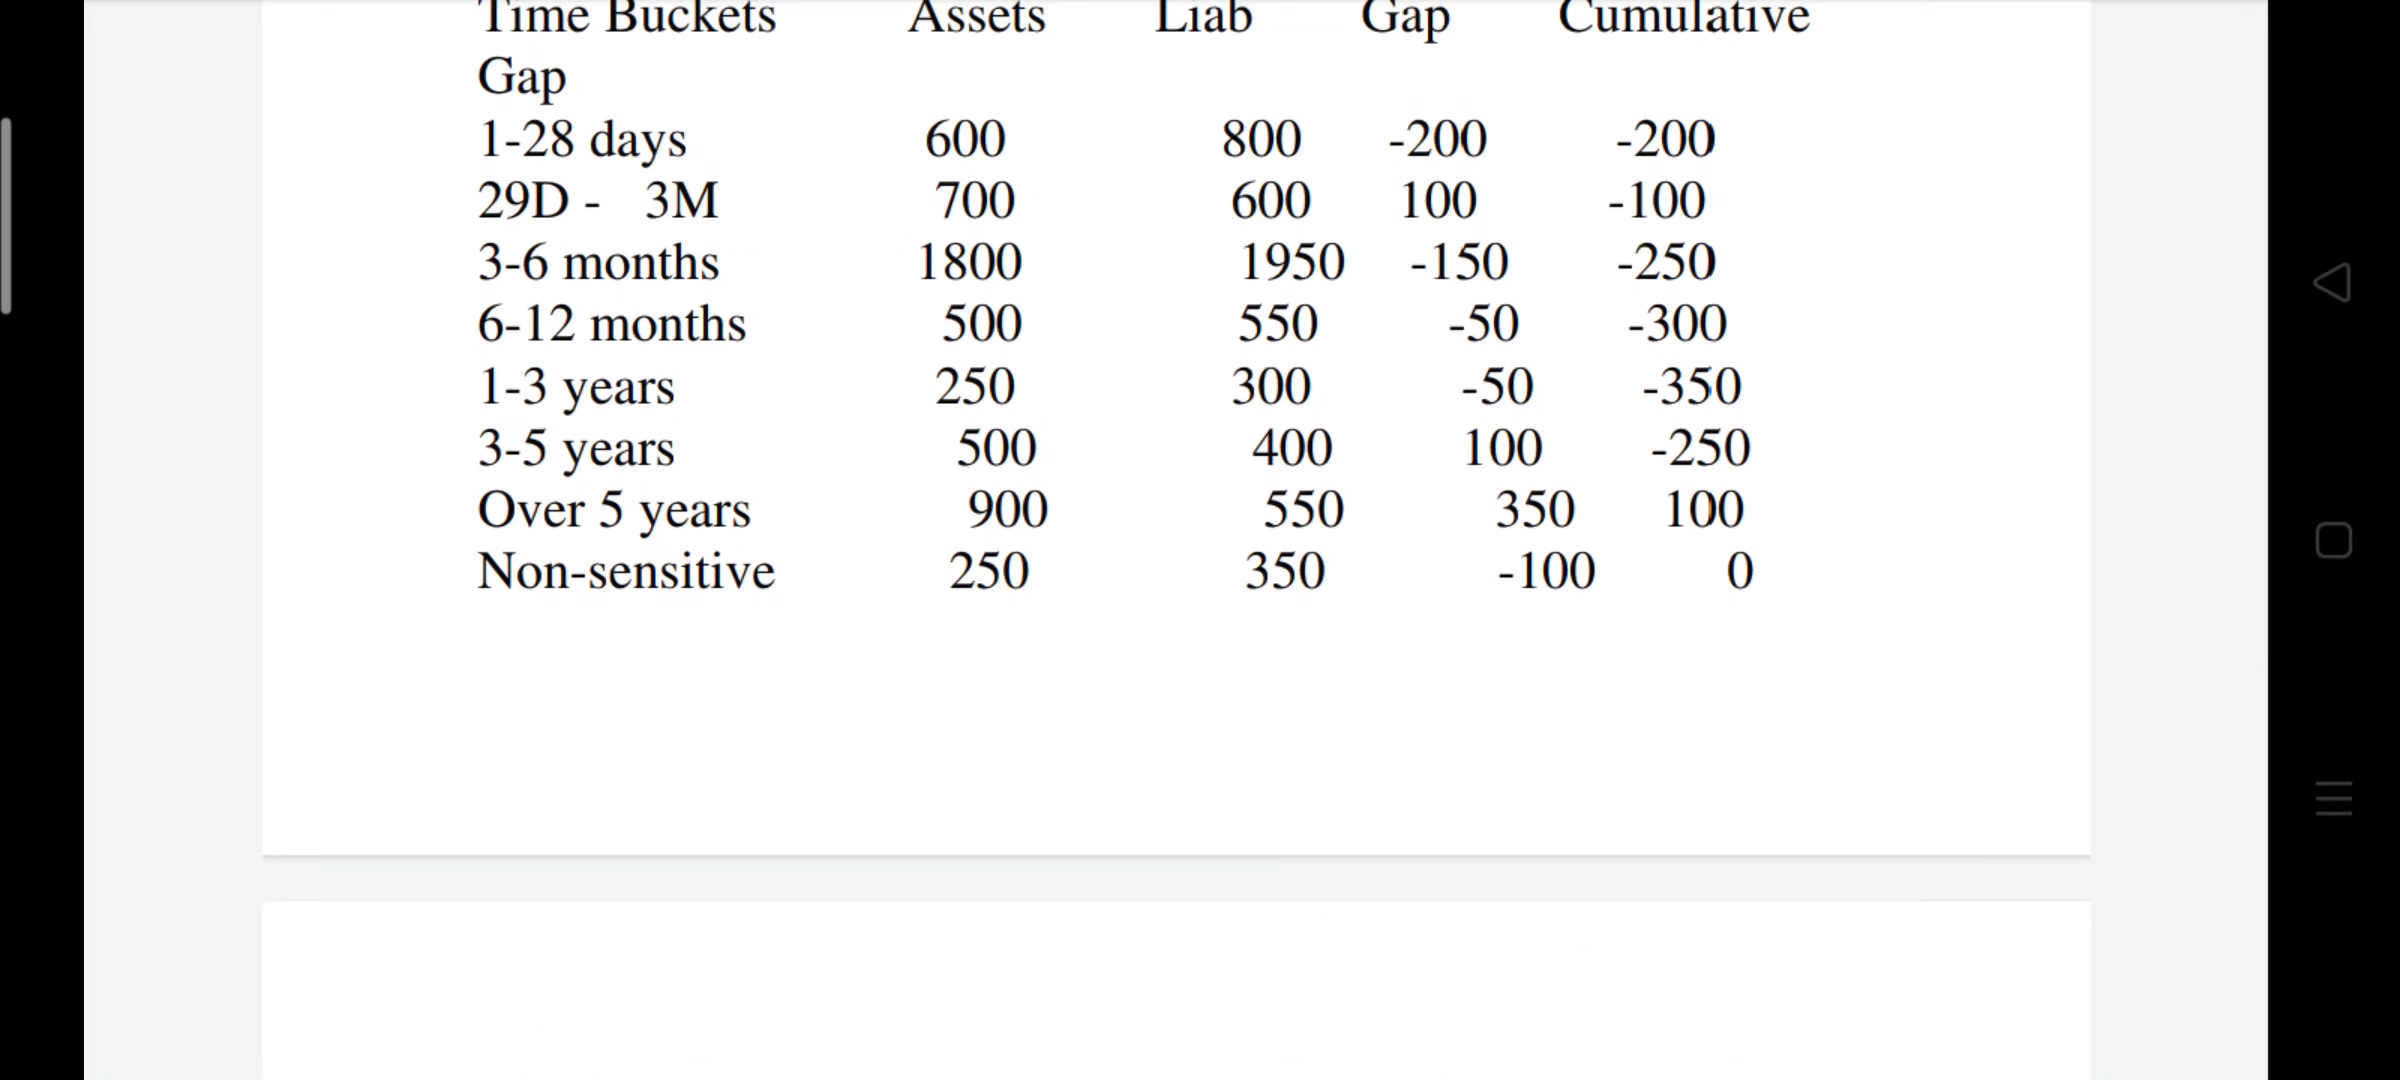 Time Buckets Assets Liab Gap Cumulative
Gap
1-28 days 600 800 -200 -200
29D - 3M 700 600 100 -100
3-6 months 1800 1950 -150 -250
6-12 months 500 550 -50 -300
1-3 years 250 300 -50 -350
3-5 years 500 400 100 -250
Over 5 years 900 550 350 100
Non-sensitive 250 350 -100 0